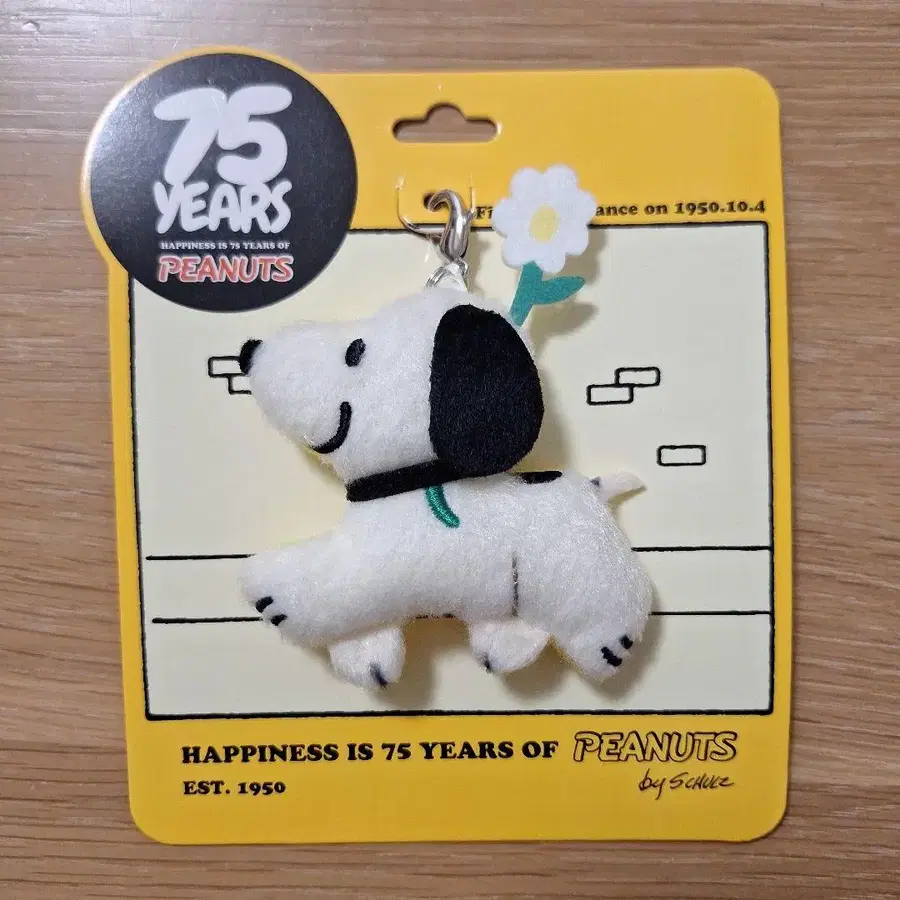 75
YEARS
HAPPINESS IS 75 YEARS OF
PEANUTS
on 1950.10.4
HAPPINESS IS 75 YEARS OF PEANUTS
EST. 1950
by SCHULZ